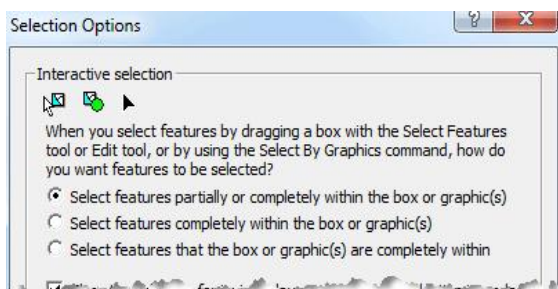 Selection Options
Interactive selection
When you select features by dragging a box with the Select Features
tool or Edit tool, or by using the Select By Graphics command, how do
you want features to be selected?
Select features partially or completely within the box or graphic(s)
Select features completely within the box or graphic(s)
Select features that the box or graphic(s) are completely within